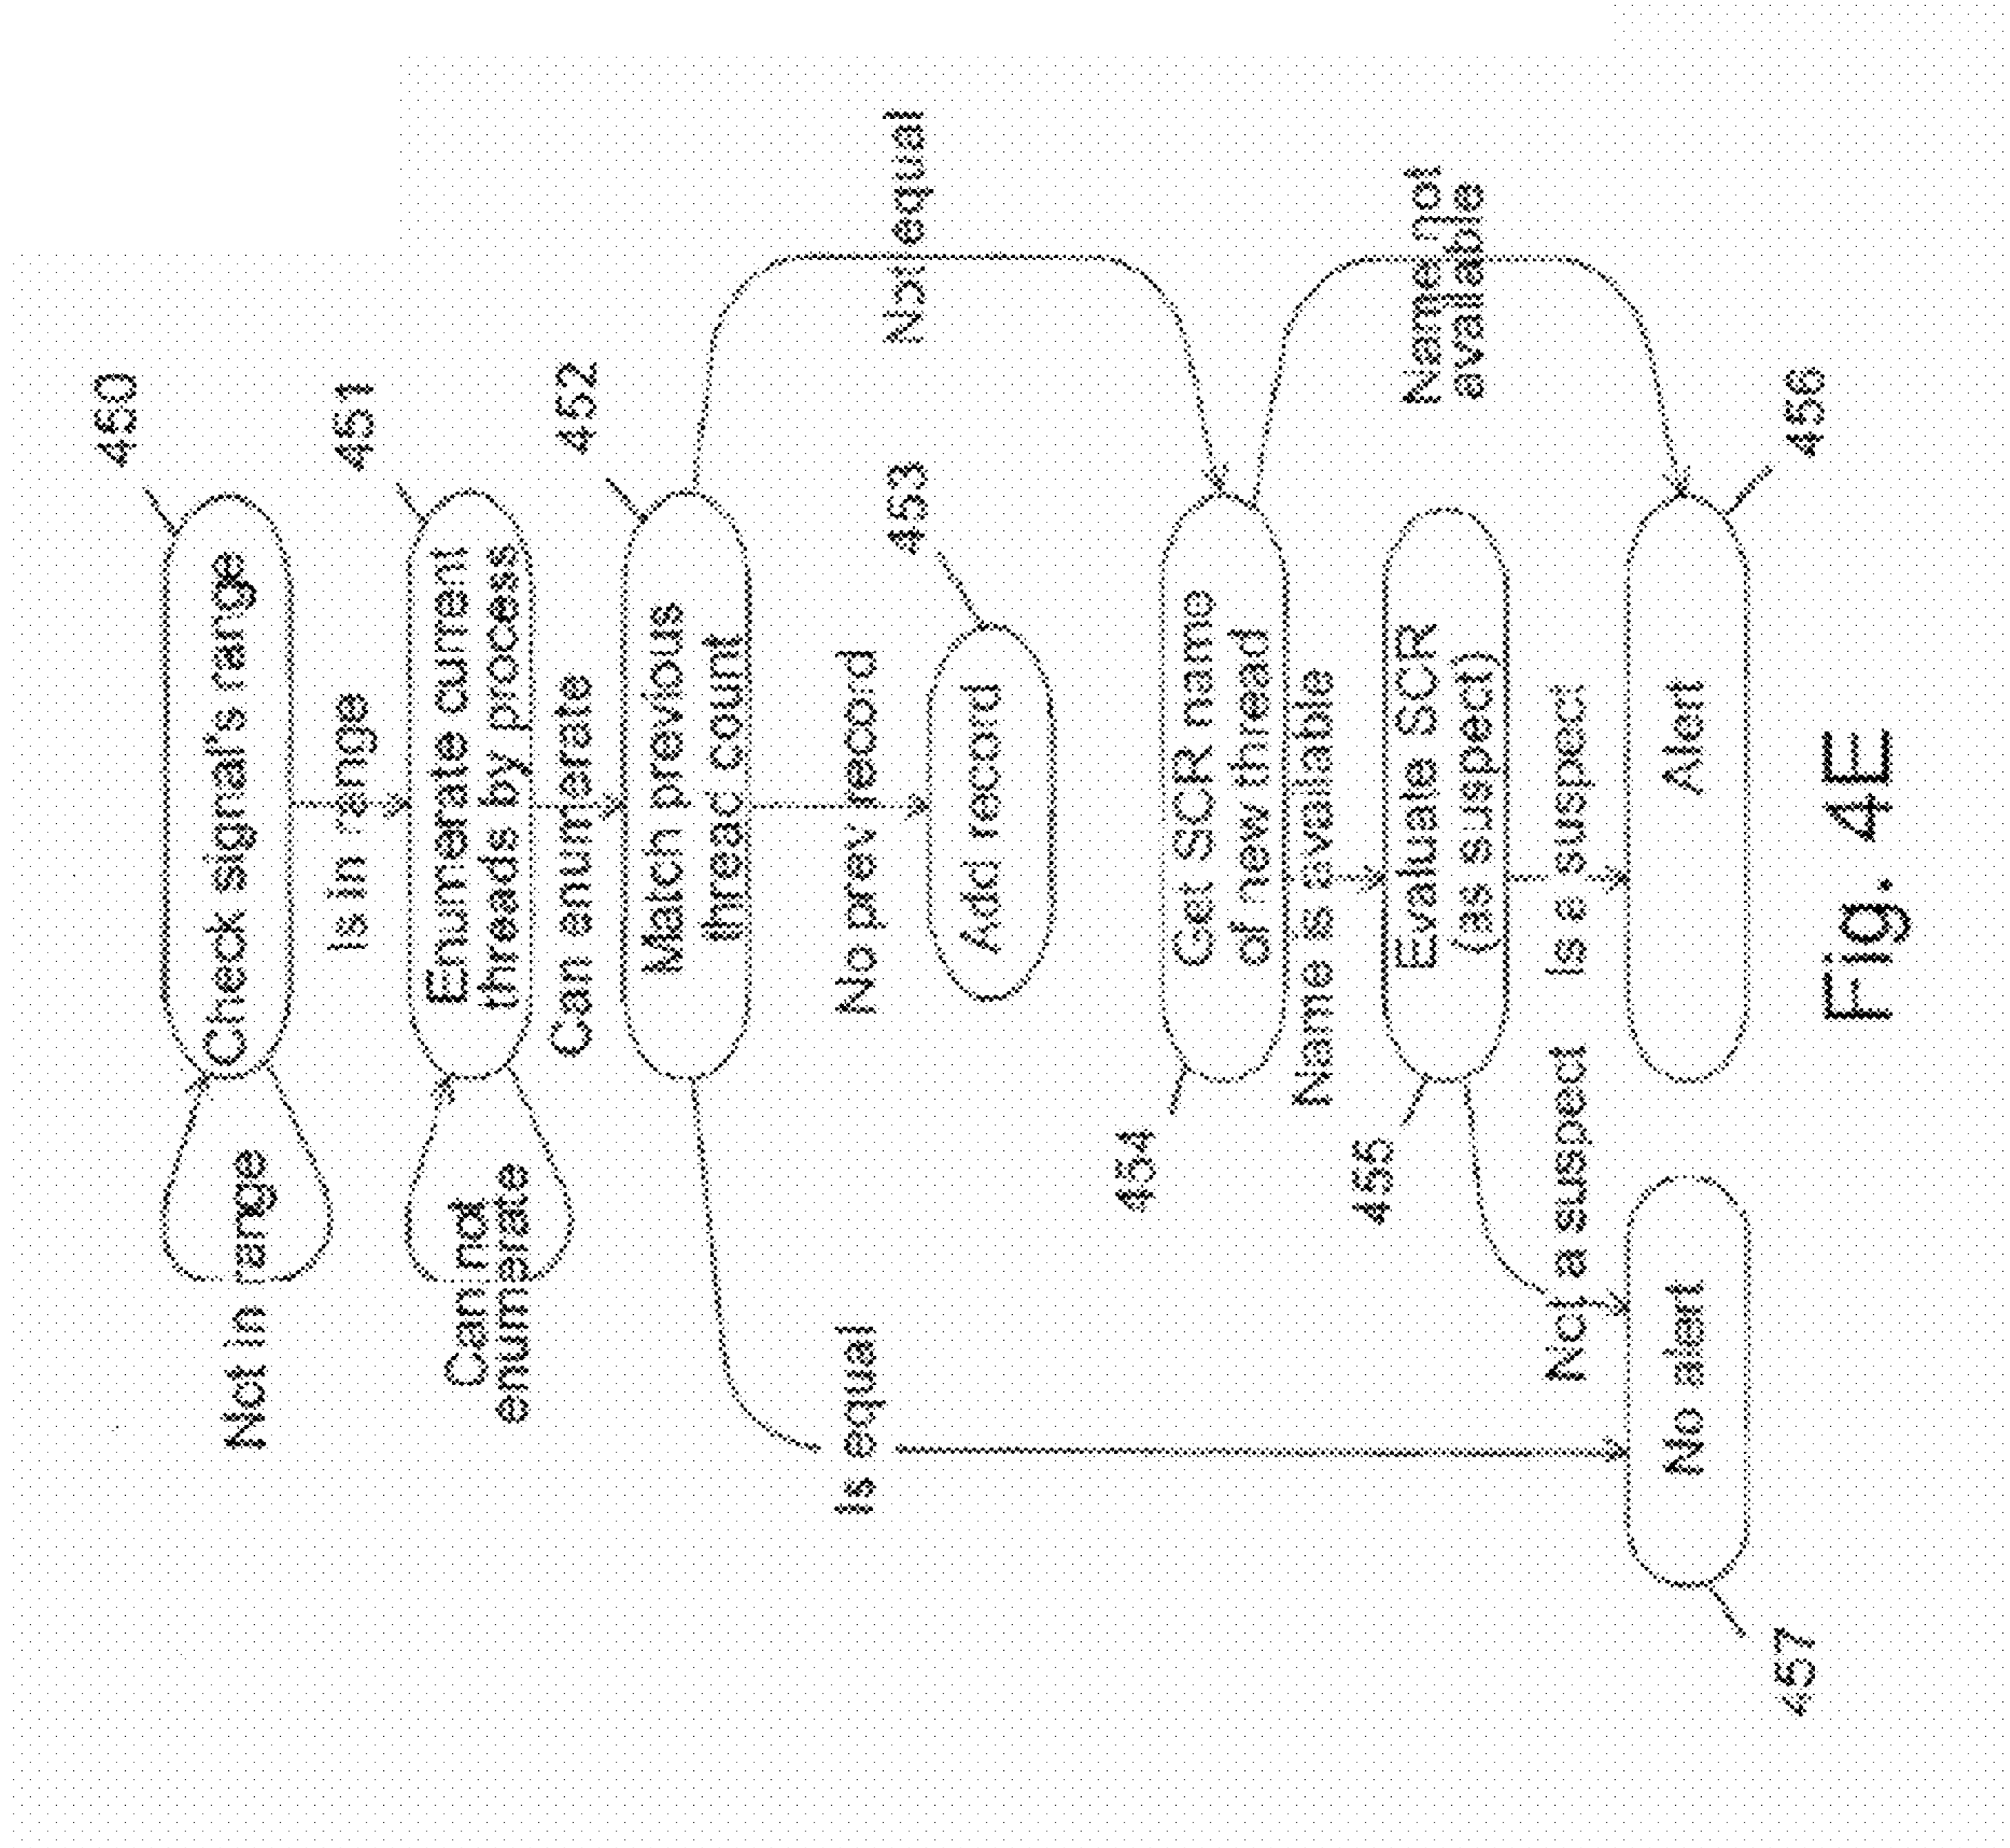 450
Check signal's range
Not in range
Is in range
451
Enumerate current
threads by process
Can not
enumerate
Can enumerate
452
Match previous
thread count
Is equal
No prev record
Not equal
453
Add record
454
Get SCR name
of new thread
Name is available
Name not
available
455
Evaluate SCR
(as suspect)
Not a suspect
Is a suspect
456
Alert
457
No alert
Fig. 4E